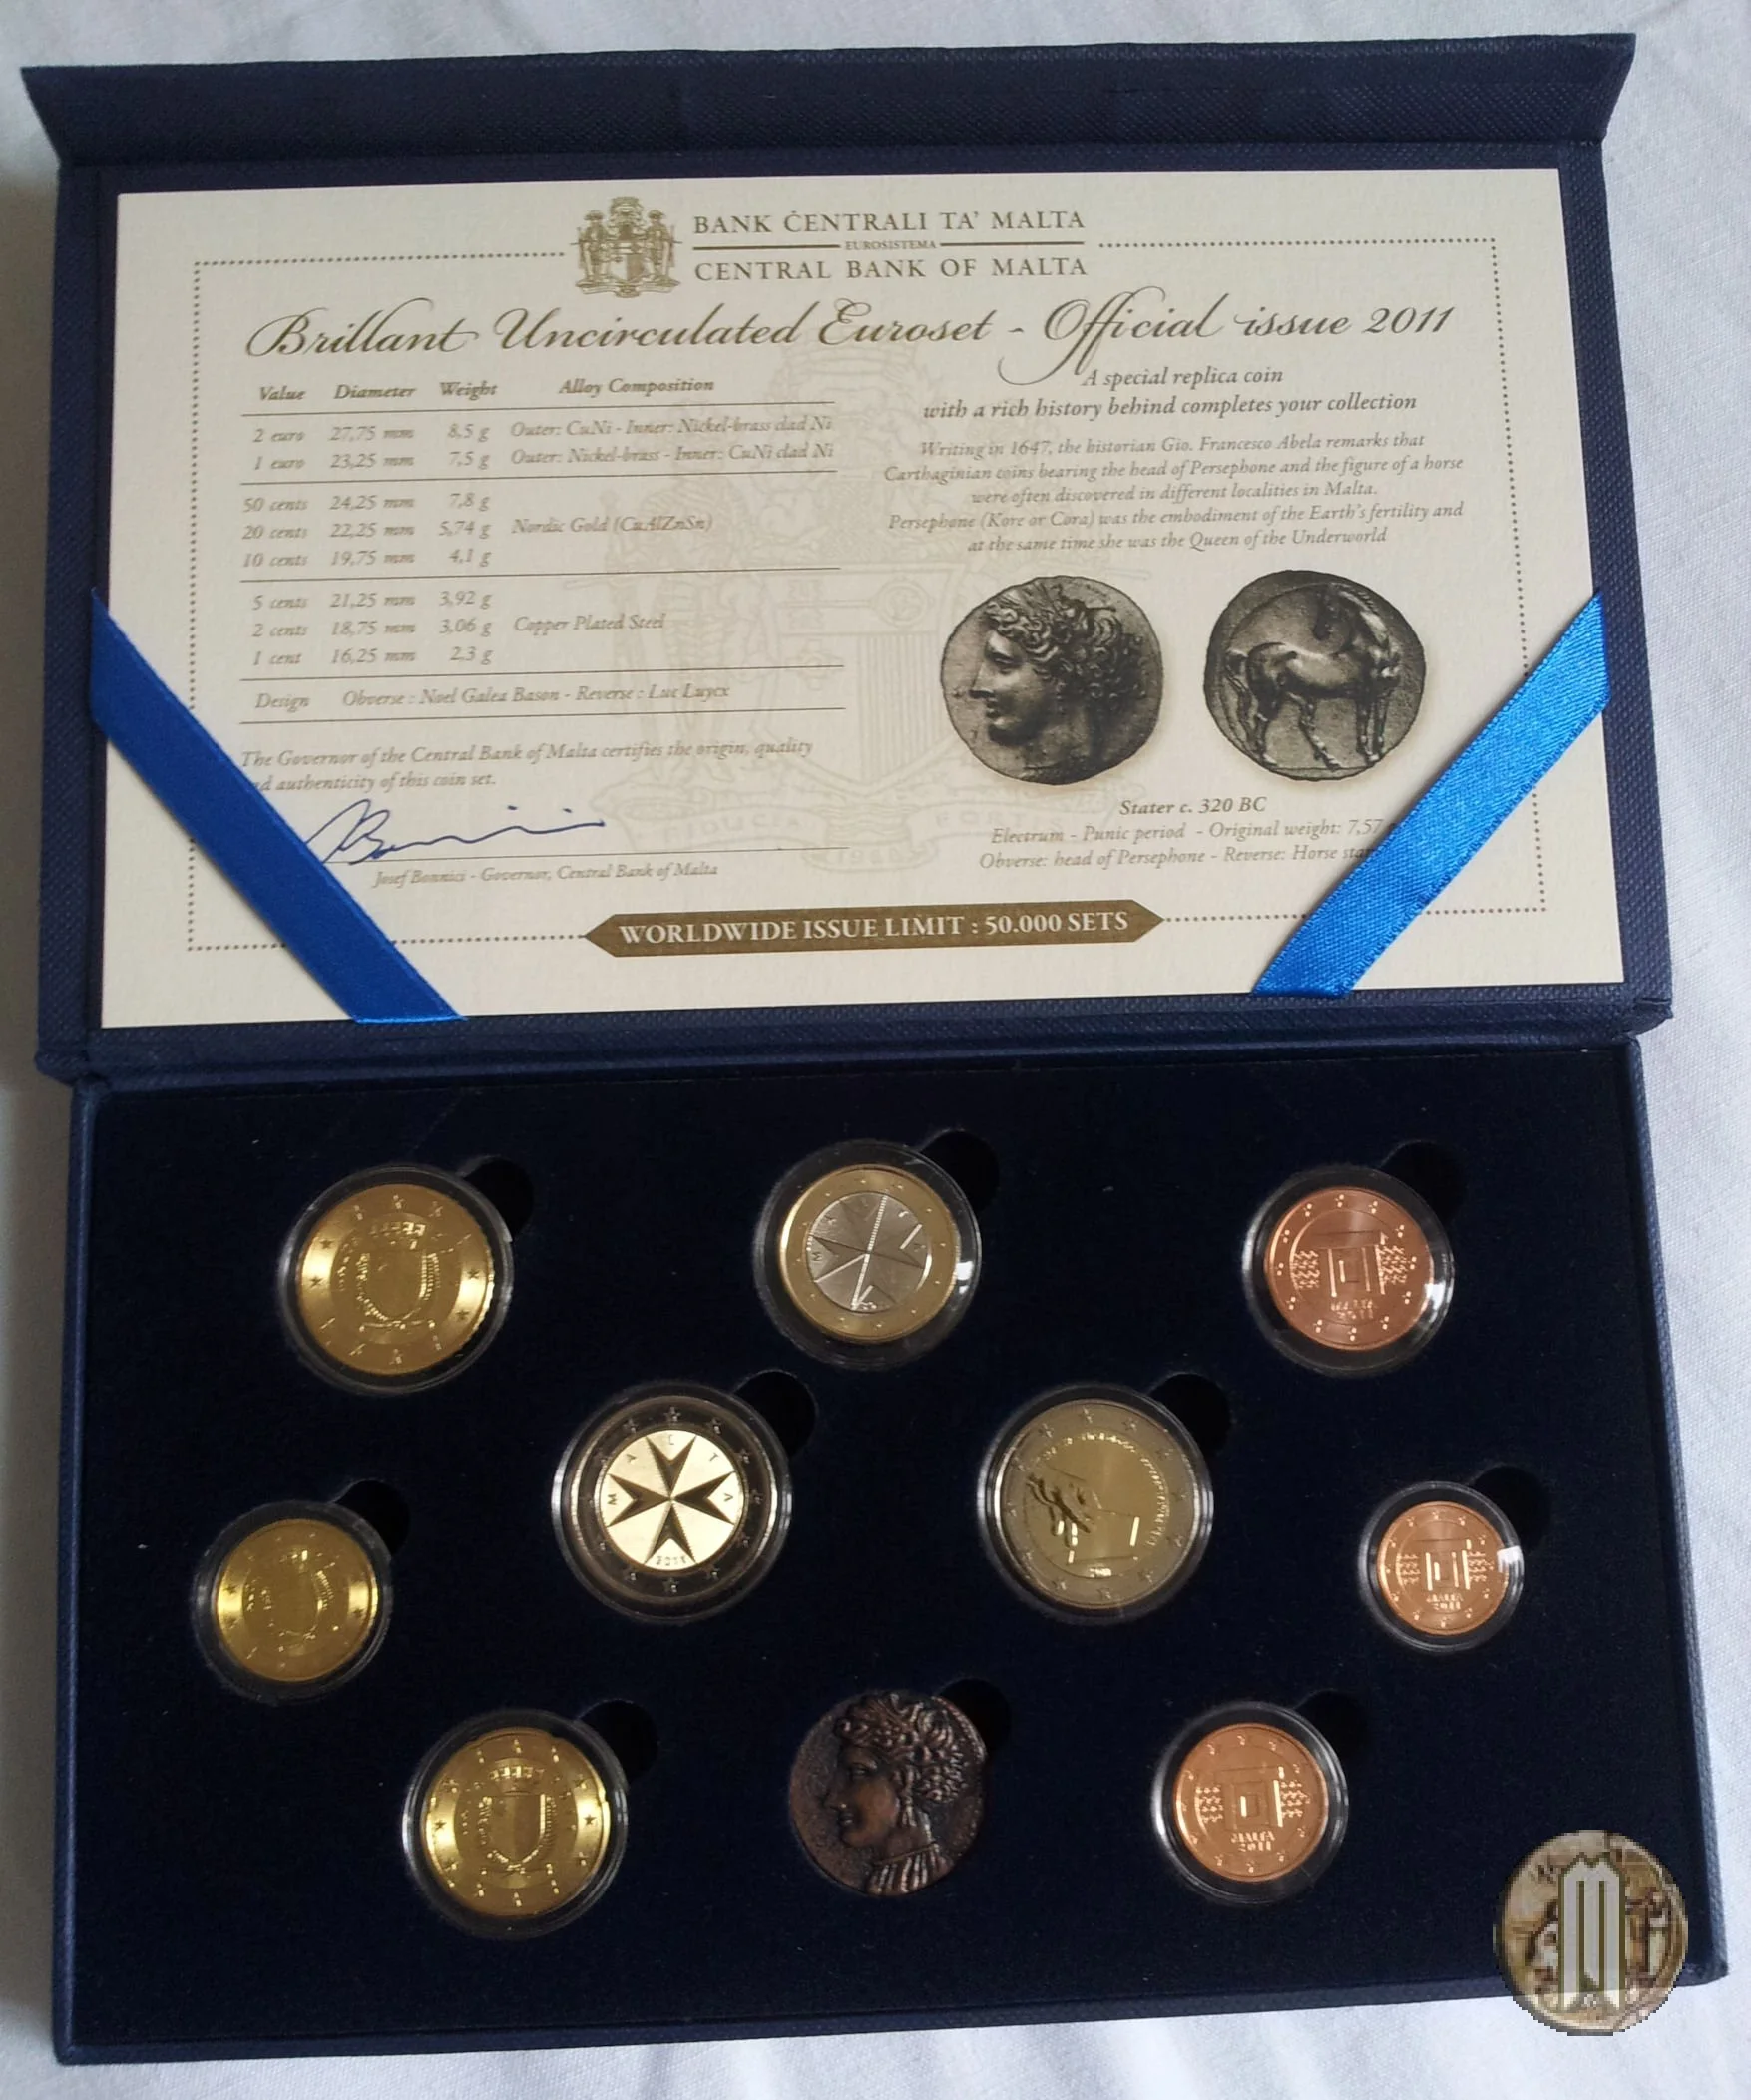 BANK ĊENTRALI TA' MALTA
EUROSISTEMA
CENTRAL BANK OF MALTA
Brillant Uncirculated Euroset - Official issue 2011
Value Diameter Weight Alloy Composition
2 euro 27,75 mm 8,5 g Outer: CuNi - Inner: Nickel-brass clad Ni
1 euro 23,25 mm 7,5 g Outer: Nickel-brass - Inner: CuNi clad Ni
50 cents 24,25 mm 7,8 g
20 cents 22,25 mm 5,74 g Nordic Gold (CuAlZnSn)
10 cents 19,75 mm 4,1 g
5 cents 21,25 mm 3,92 g
2 cents 18,75 mm 3,06 g Copper Plated Steel
1 cent 16,25 mm 2,3 g
Design Obverse : Noel Galea Bason - Reverse : Luc Luycx
The Governor of the Central Bank of Malta certifies the origin, quality
authenticity of this coin set.
Josef Bonnici - Governor, Central Bank of Malta
A special replica coin
with a rich history behind completes your collection
Writing in 1647, the historian Gio. Francesco Abela remarks that
Carthaginian coins bearing the head of Persephone and the figure of a horse
were often discovered in different localities in Malta.
Persephone (Kore or Cora) was the embodiment of the Earth's fertility and
at the same time she was the Queen of the Underworld
Stater c. 320 BC
Electrum - Punic period - Original weight: 7,57
Obverse: head of Persephone - Reverse: Horse
WORLDWIDE ISSUE LIMIT : 50.000 SETS
MALTA
2011
MALTA
2011
MALTA
2011
2011
MALTA
2011